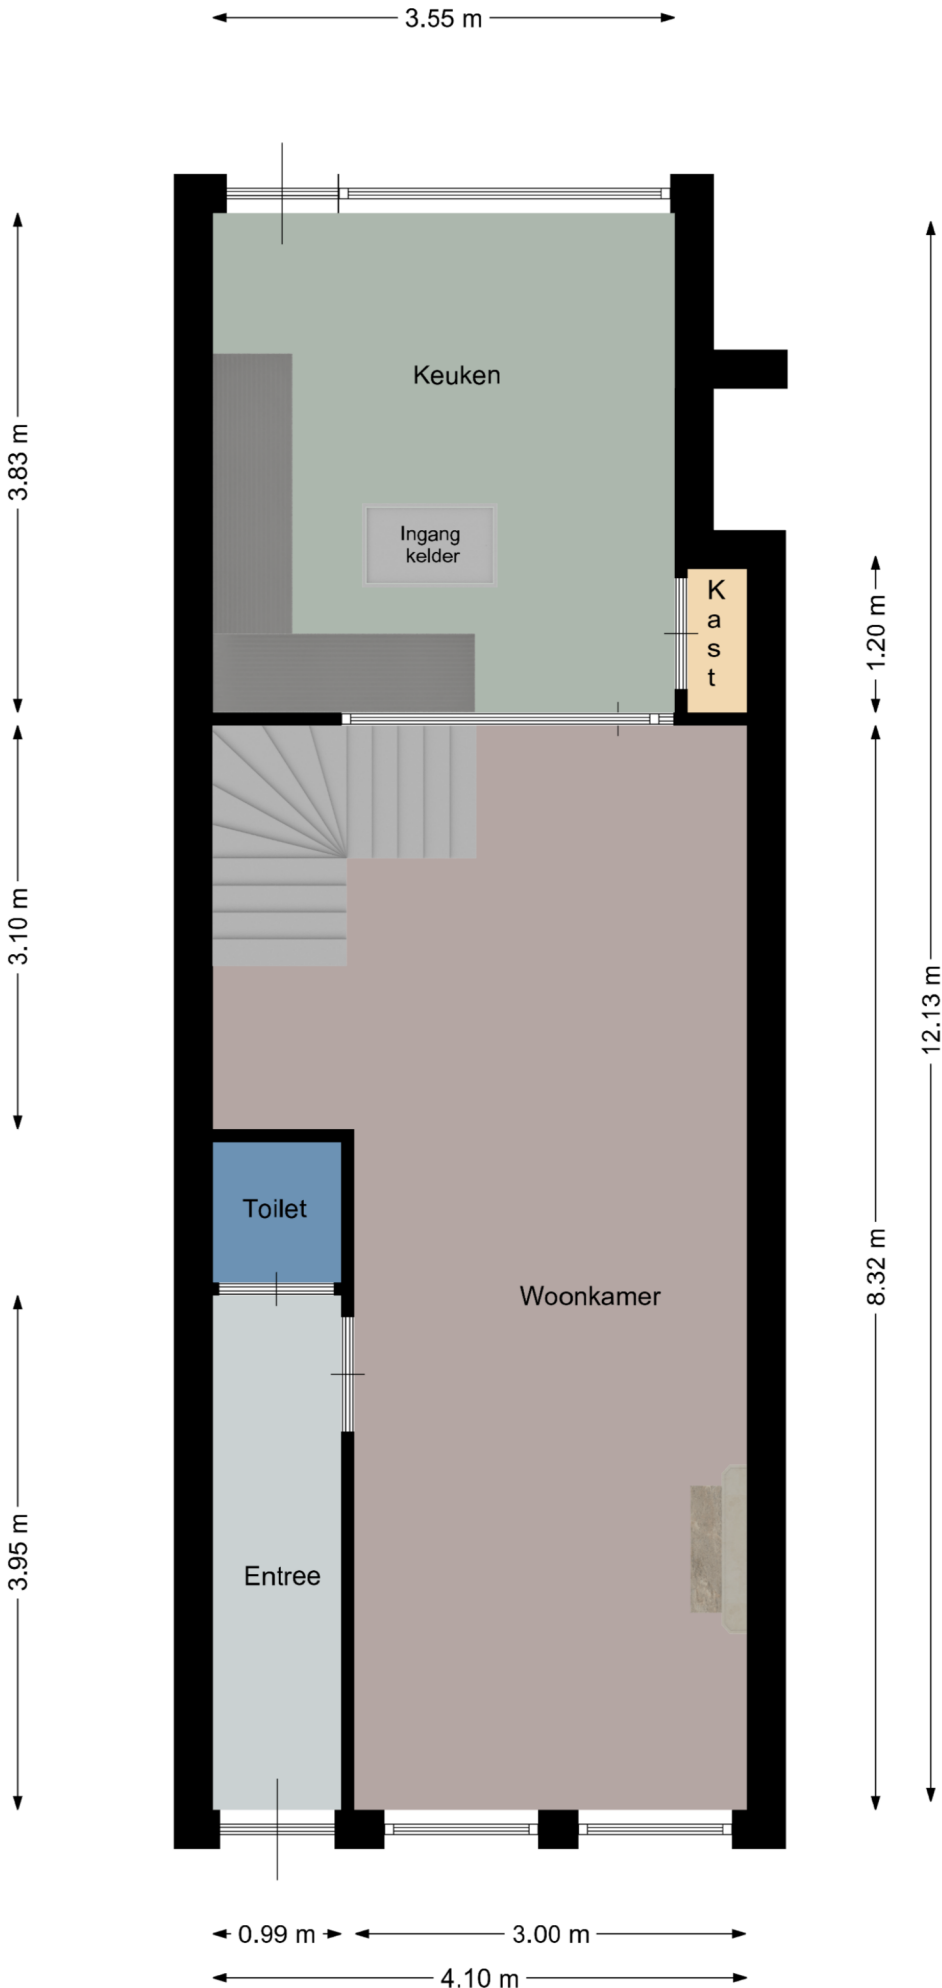 3.55 m
Keuken
3.83 m
Ingang
kelder
K
a
s
t
1.20 m
3.10 m
12.13 m
Toilet
8.32 m
Woonkamer
3.95 m
Entree
0.99 m
3.00 m
4.10 m